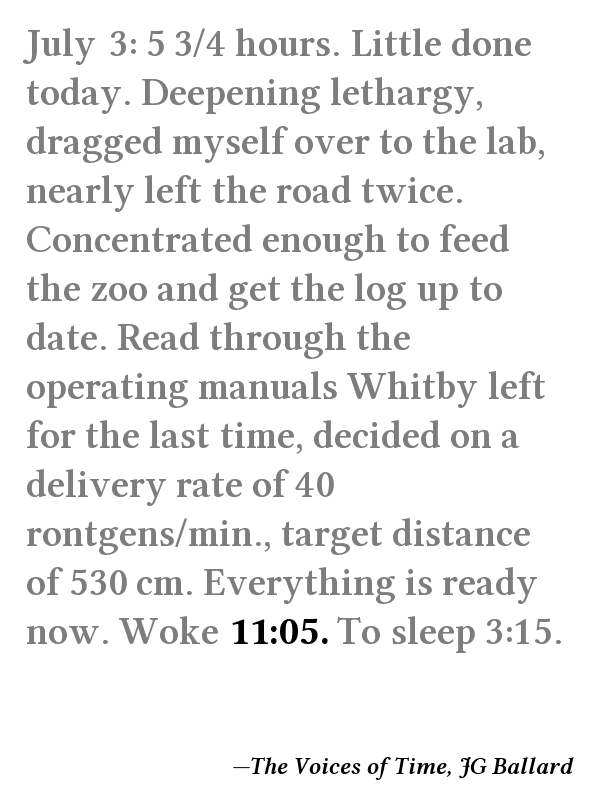 July 3: 5 3/4 hours. Little done
today. Deepening lethargy,
dragged myself over to the lab,
nearly left the road twice.
Concentrated enough to feed
the zoo and get the log up to
date. Read through the
operating manuals Whitby left
for the last time, decided on a
delivery rate of 40
rontgens/min., target distance
of 530 cm. Everything is ready
now. Woke 11:05. To sleep 3:15.
—The Voices of Time, JG Ballard